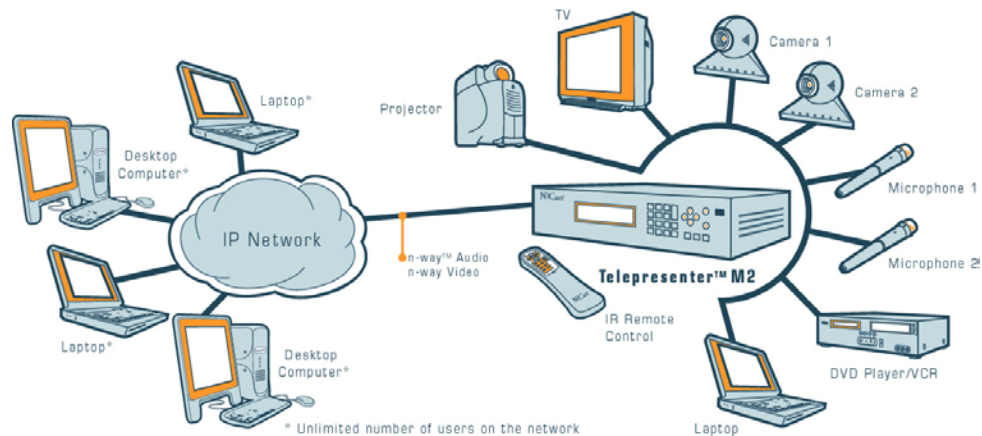 TV
Camera 1
Camera 2
Projector
Laptop*
Desktop
Computer*
Microphone 1
IP Network
n-way™ Audio
n-way Video
Telepresenter™ M2
Microphone 2
IR Remote
Control
Laptop*
Desktop
Computer*
DVD Player/VCR
Laptop
* Unlimited number of users on the network